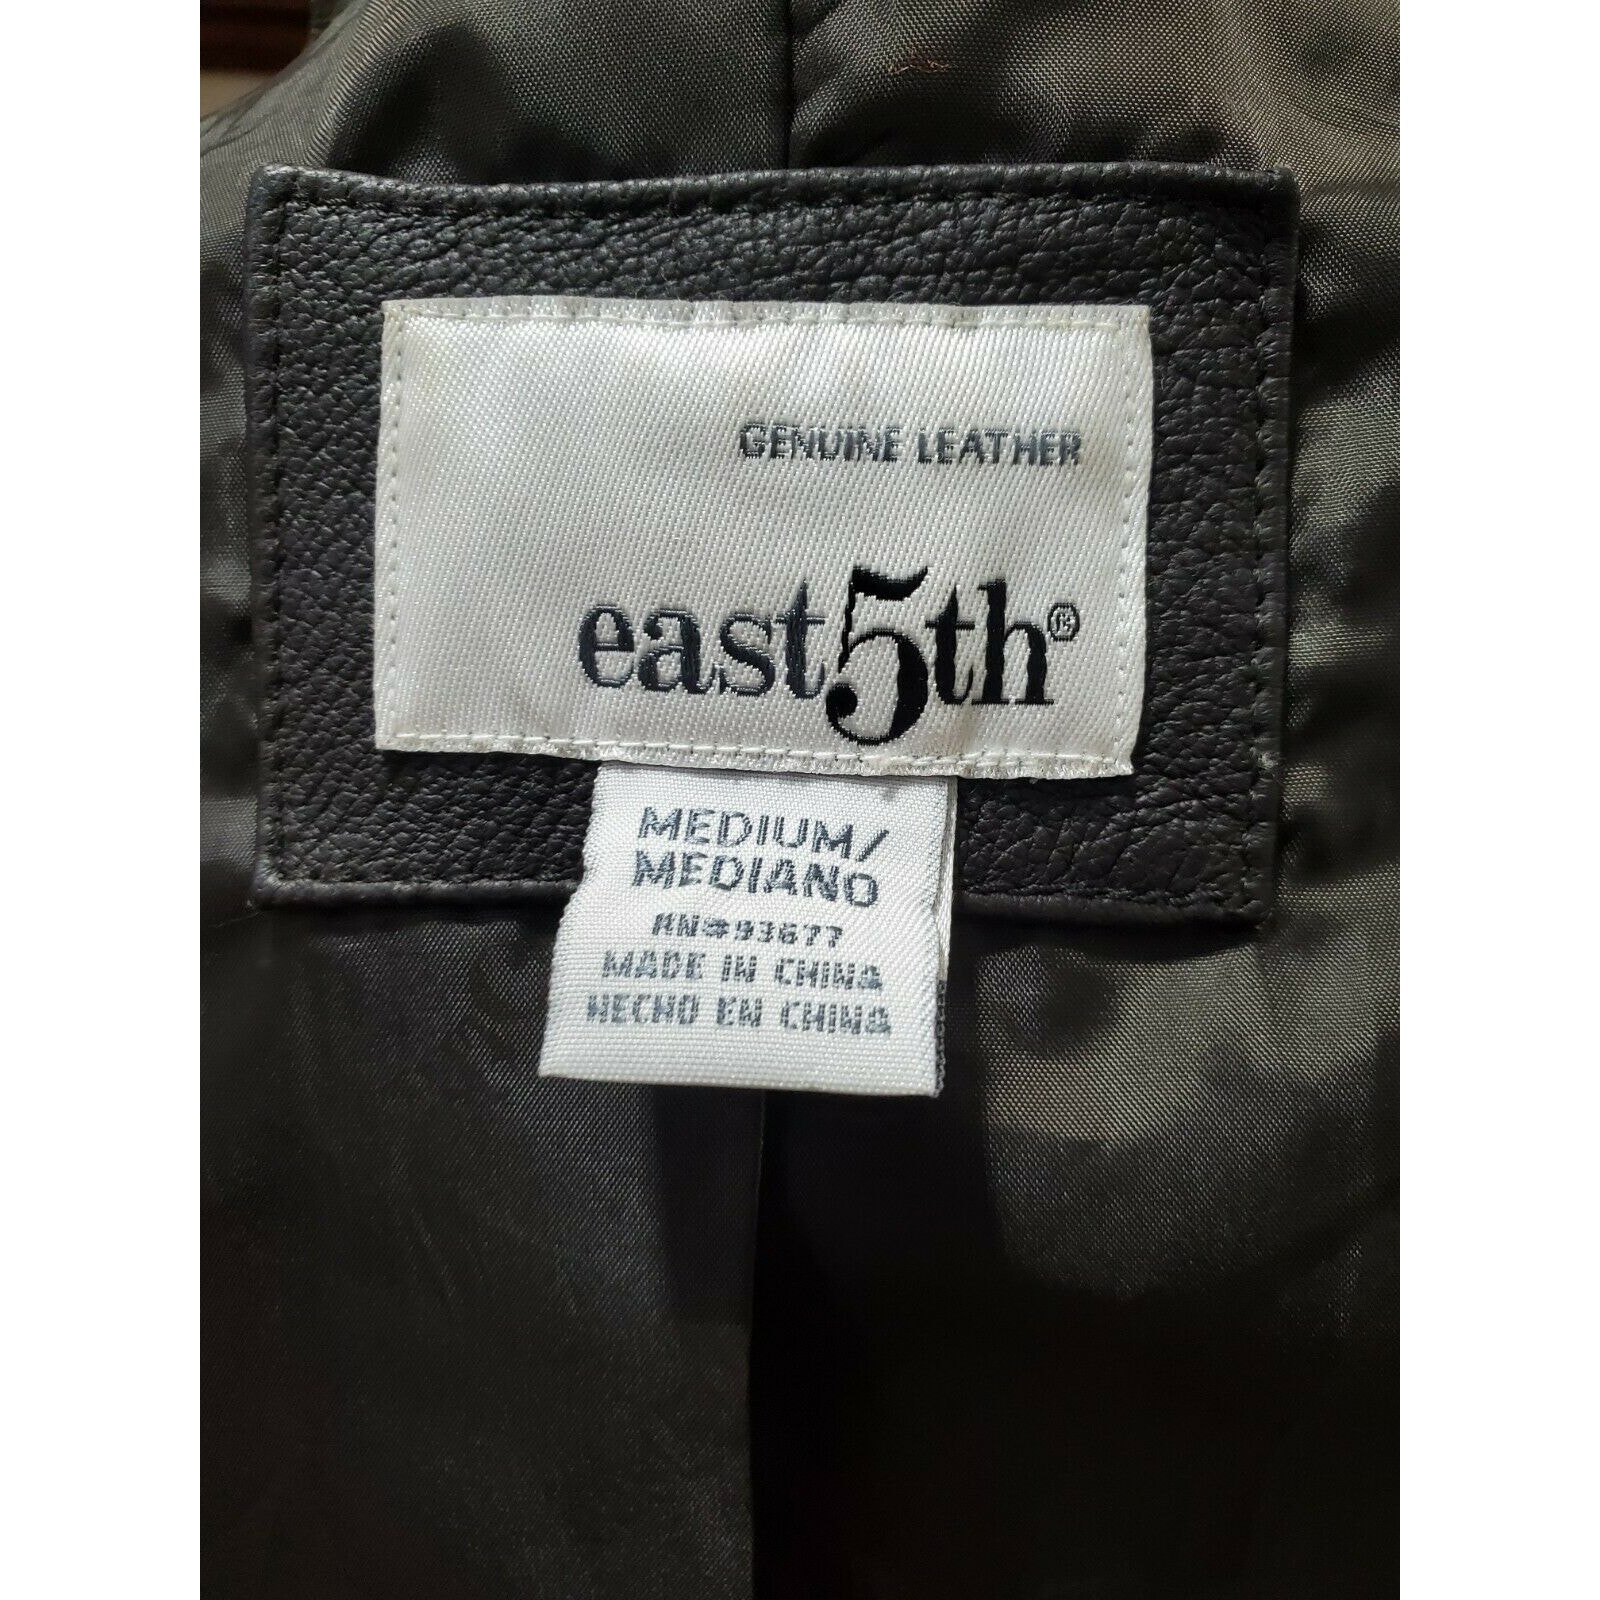 GENUINE LEATHER
east5th®
MEDIUM/
MEDIANO
RN#93677
MADE IN CHINA
HECHO EN CHINA